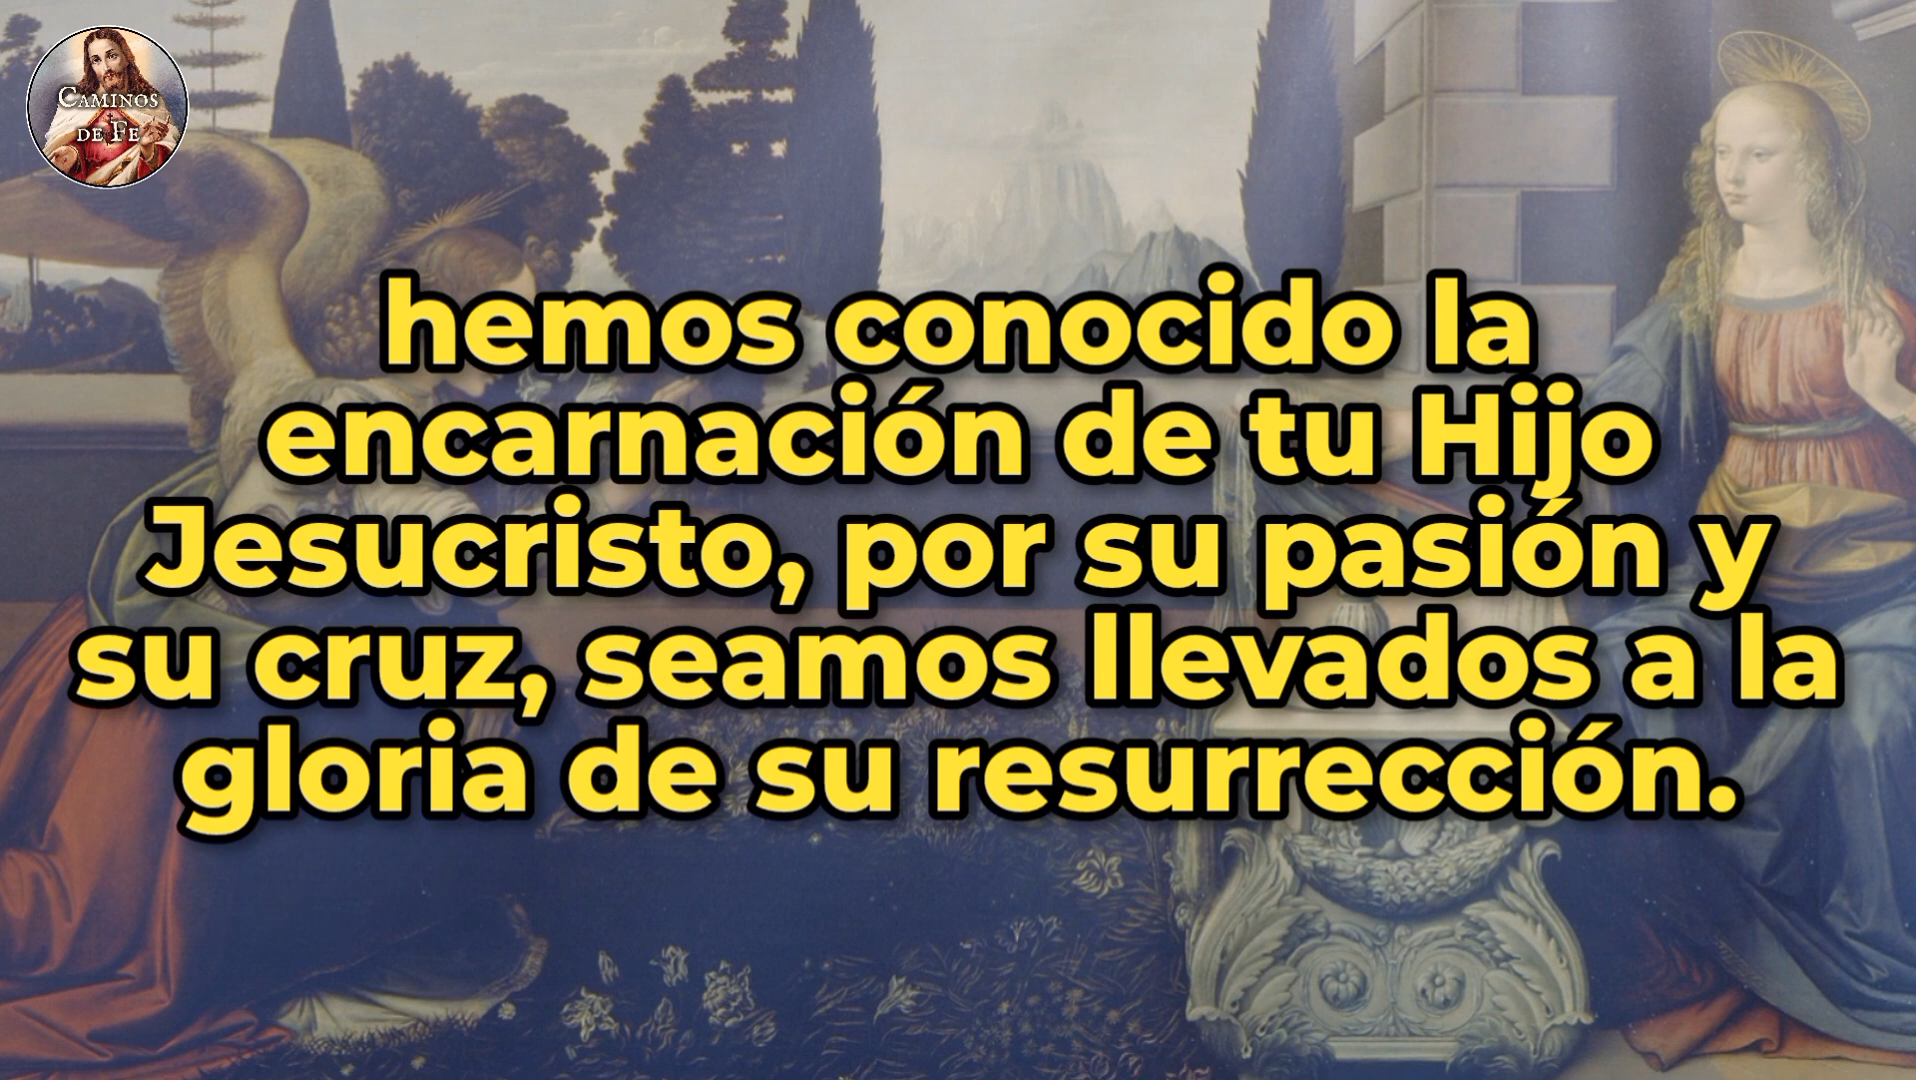 CAMINOS
DE FE
hemos conocido la
encarnación de tu Hijo
Jesucristo, por su pasión y
su cruz, seamos llevados a la
gloria de su resurrección.